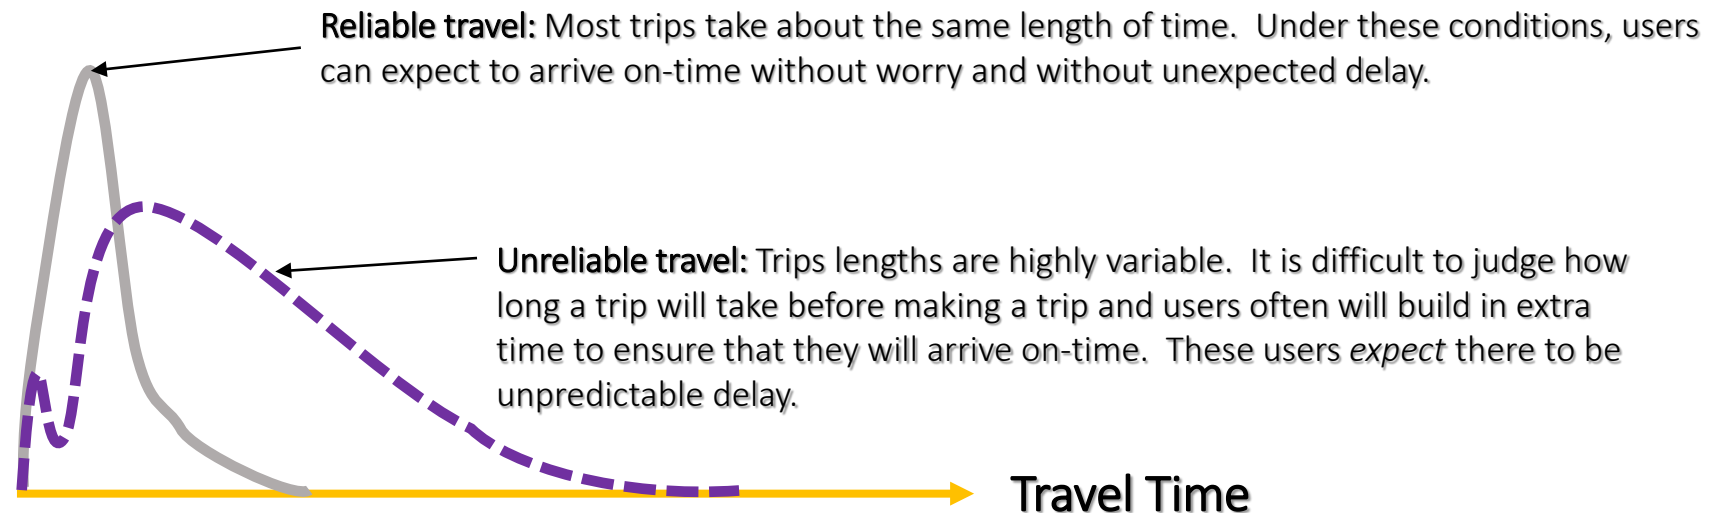 Reliable travel: Most trips take about the same length of time.  Under these conditions, users
can expect to arrive on-time without worry and without unexpected delay.
Unreliable travel: Trips lengths are highly variable.  It is difficult to judge how
long a trip will take before making a trip and users often will build in extra
time to ensure that they will arrive on-time.  These users expect there to be
unpredictable delay.
Travel Time